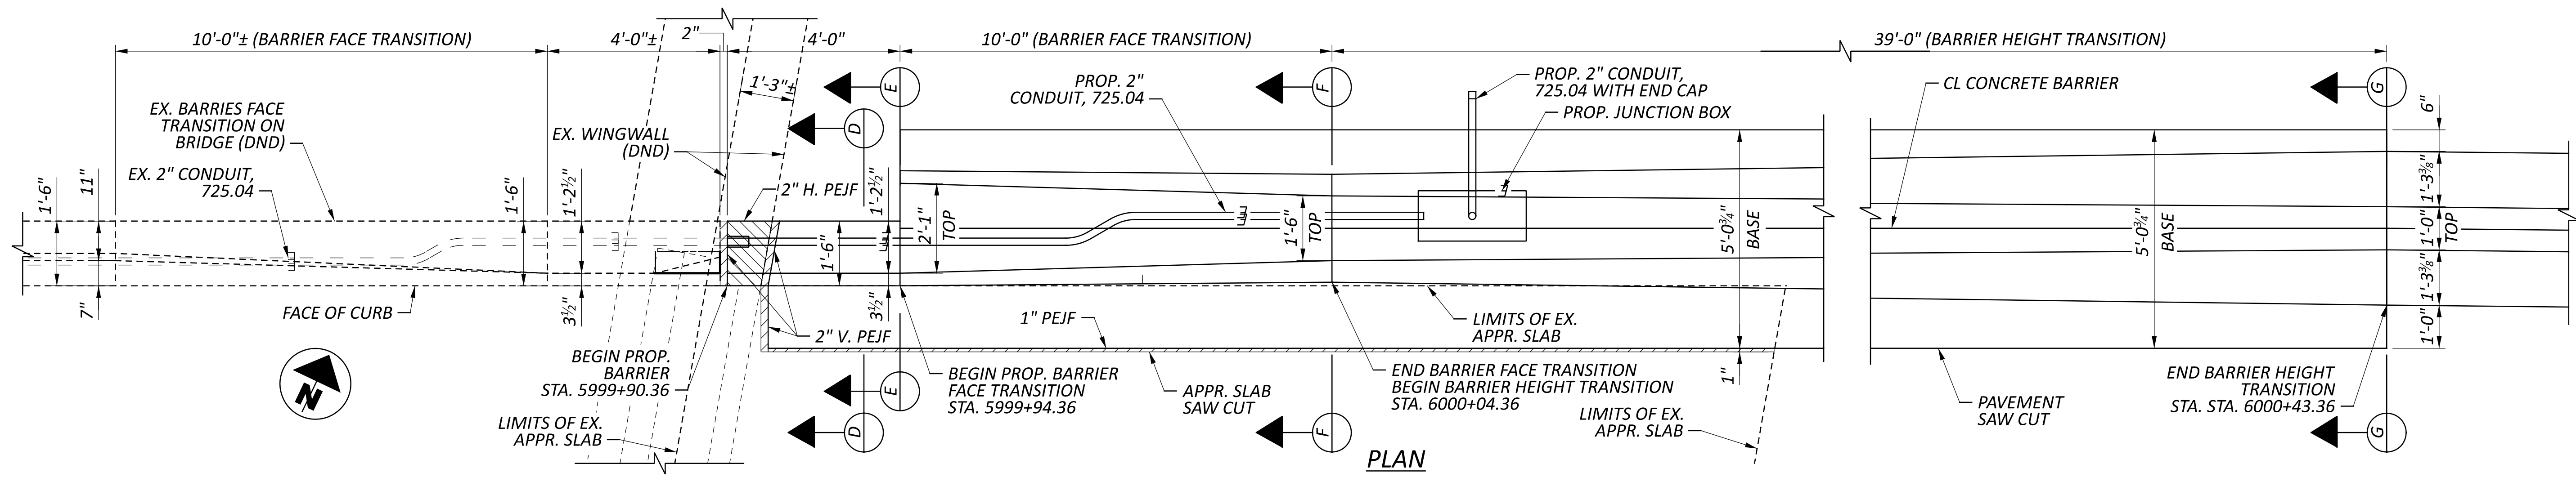 10'-0"± (BARRIER FACE TRANSITION)
4'-0"±
2"
4'-0"
10'-0" (BARRIER FACE TRANSITION)
39'-0" (BARRIER HEIGHT TRANSITION)
1'-3"±
EX. BARRIES FACE
TRANSITION ON
BRIDGE (DND)
EX. 2" CONDUIT,
725.04
EX. WINGWALL
(DND)
E
D
PROP. 2"
CONDUIT, 725.04
F
PROP. 2" CONDUIT,
725.04 WITH END CAP
PROP. JUNCTION BOX
CL CONCRETE BARRIER
G
6"
1'-6"
11"
7"
1'-6"
1'-2½"
3½"
2" H. PEJF
1'-6"
1'-2½"
3½"
2'-1"
TOP
1'-6"
TOP
5'-0¾"
BASE
5'-0¾"
BASE
1'-3⅜"
1'-0"
TOP
1'-3⅜"
1'-0"
FACE OF CURB
2" V. PEJF
1" PEJF
LIMITS OF EX.
APPR. SLAB
1"
N
BEGIN PROP.
BARRIER
STA. 5999+90.36
LIMITS OF EX.
APPR. SLAB
E
D
BEGIN PROP. BARRIER
FACE TRANSITION
STA. 5999+94.36
APPR. SLAB
SAW CUT
F
END BARRIER FACE TRANSITION
BEGIN BARRIER HEIGHT TRANSITION
STA. 6000+04.36
LIMITS OF EX.
APPR. SLAB
PAVEMENT
SAW CUT
END BARRIER HEIGHT
TRANSITION
STA. STA. 6000+43.36
G
PLAN